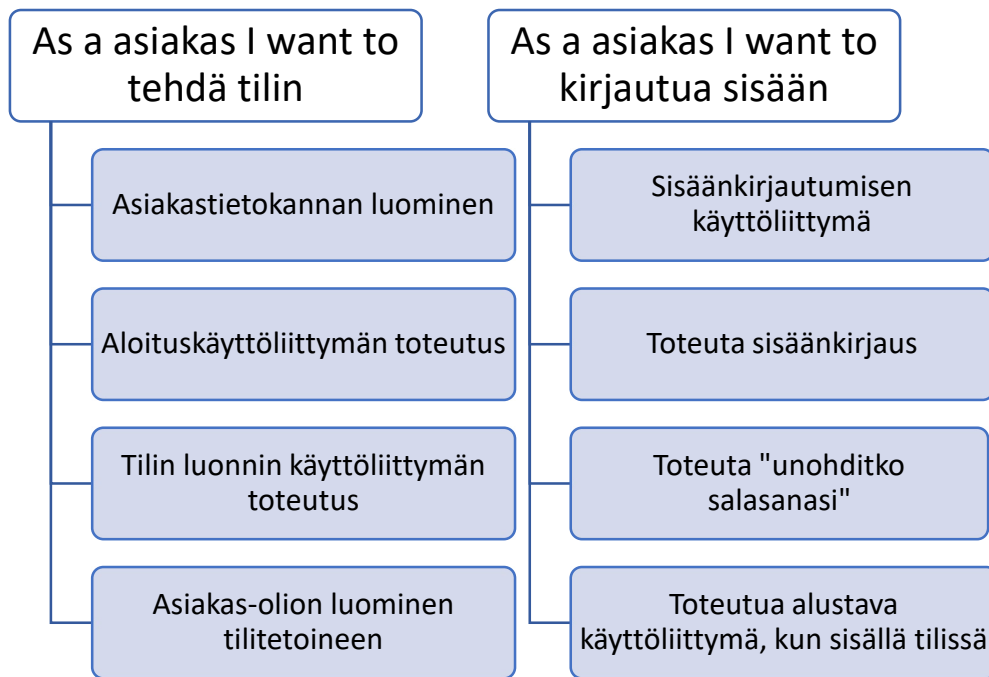 As a asiakas I want to
tehdä tilin
Asiakastietokannan luominen
Aloituskäyttöliittymän toteutus
Tilin luonnin käyttöliittymän
toteutus
Asiakas-olion luominen
tilitetoineen
As a asiakas I want to
kirjautua sisään
Sisäänkirjautumisen
käyttöliittymä
Toteuta sisäänkirjaus
Toteuta "unohditko
salasanasi"
Toteutua alustava
käyttöliittymä, kun sisällä tilissä